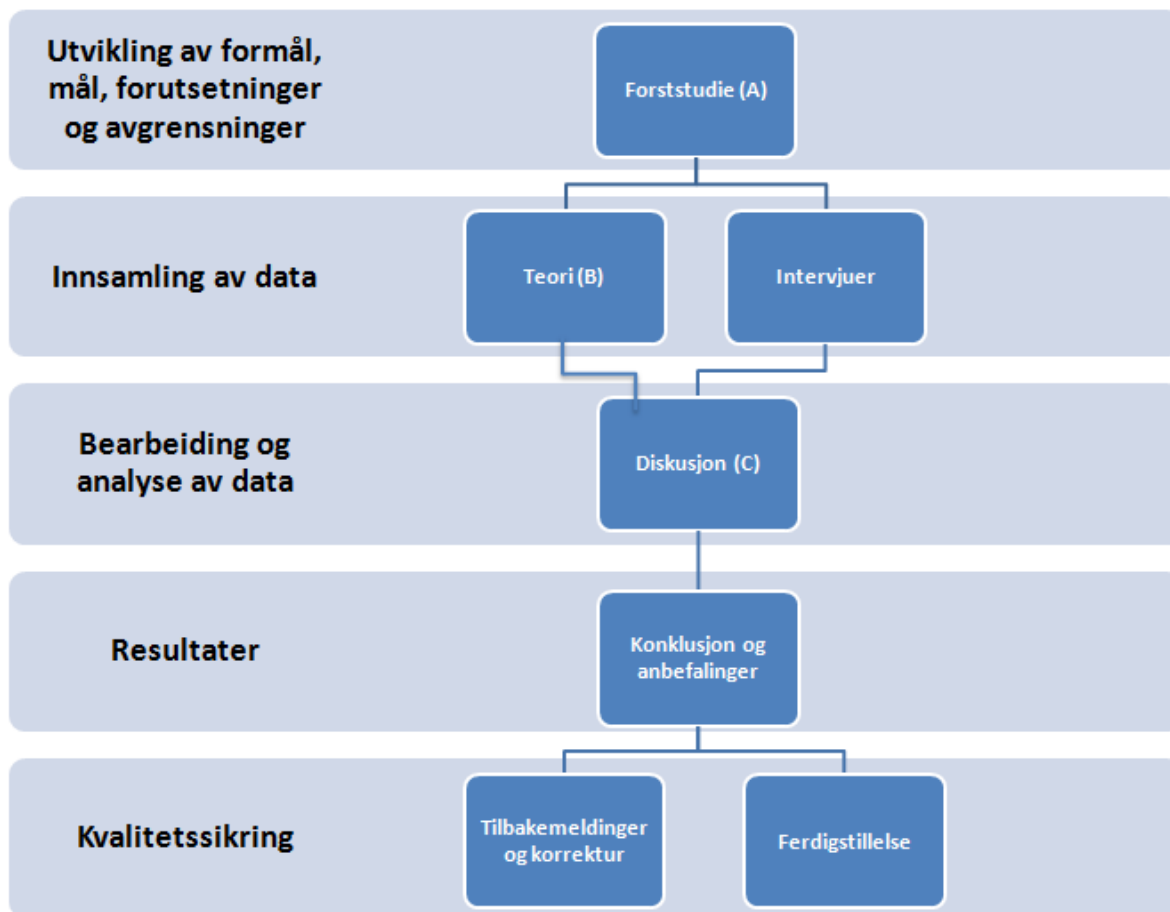 Utvikling av formål,
mål, forutsetninger
og avgrensninger
Forststudie (A)
Innsamling av data
Teori (B)
Intervjuer
Bearbeiding og
analyse av data
Diskusjon (C)
Resultater
Konklusjon og
anbefalinger
Kvalitetssikring
Tilbakemeldinger
og korrektur
Ferdigstillelse